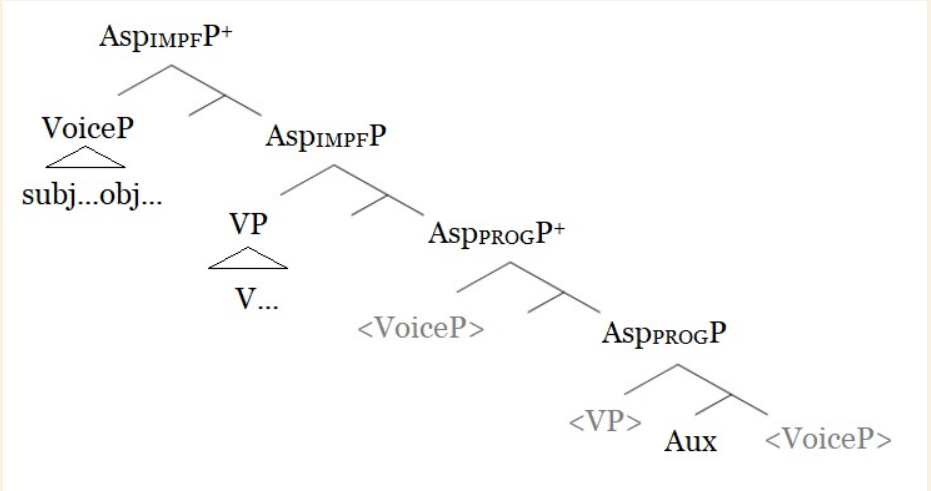 AspIMPFP+
VoiceP
AspIMPFP
subj...obj...
VP
AspPROGP+
V...
<VoiceP>
AspPROGP
<VP>
Aux
<VoiceP>